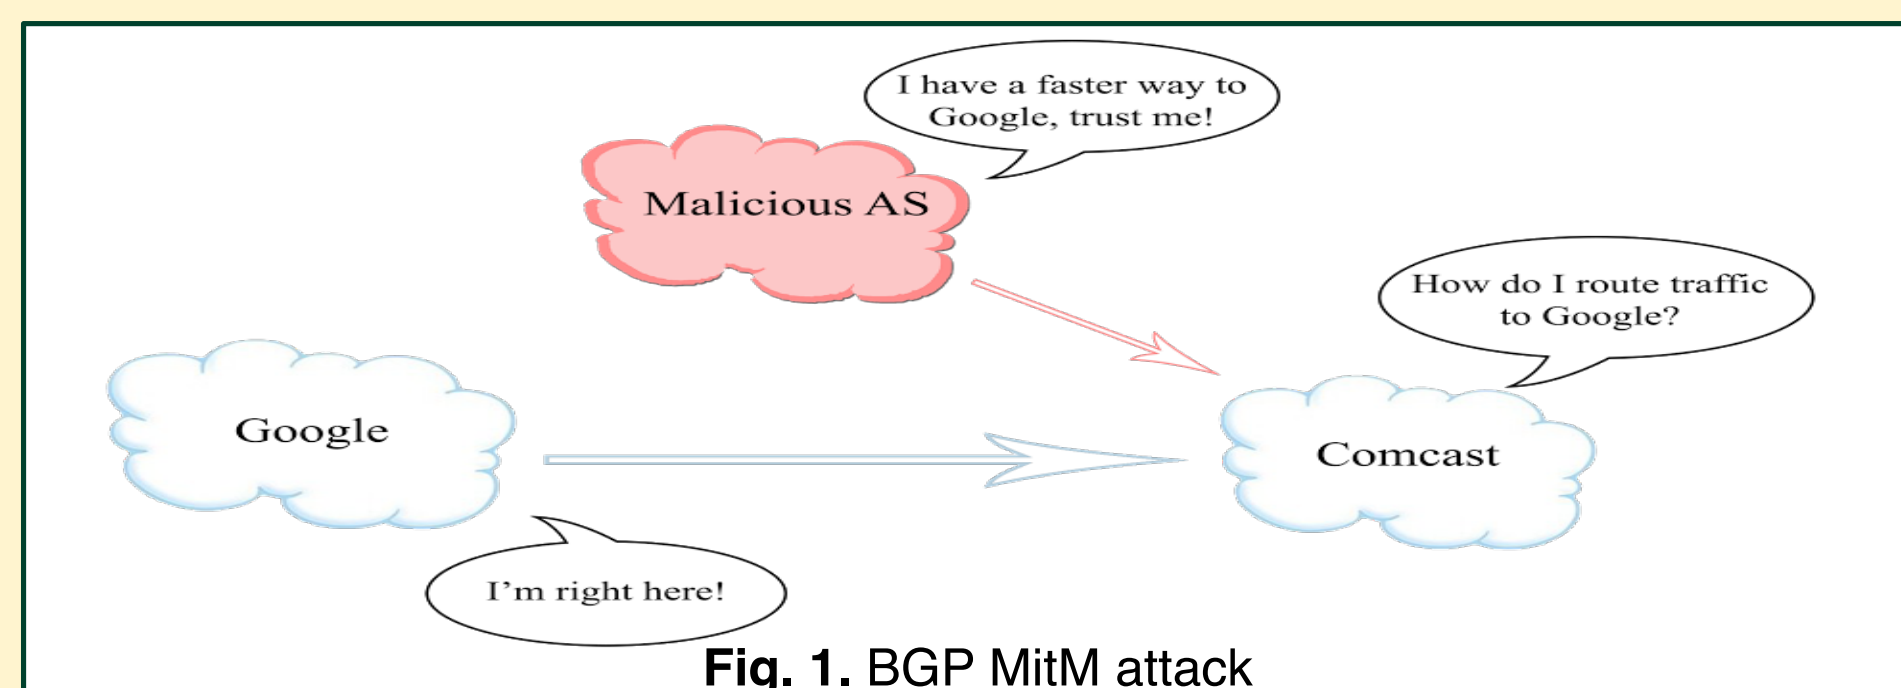 I have a faster way to
Google, trust me!
Malicious AS
How do I route traffic
to Google?
Google
Comcast
I'm right here!
Fig. 1. BGP MitM attack